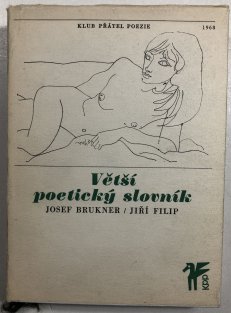 KLUB PŘÁTEL POEZIE 1968
Větší
poetický slovník
JOSEF BRUKNER / JIŘÍ FILIP
KPP